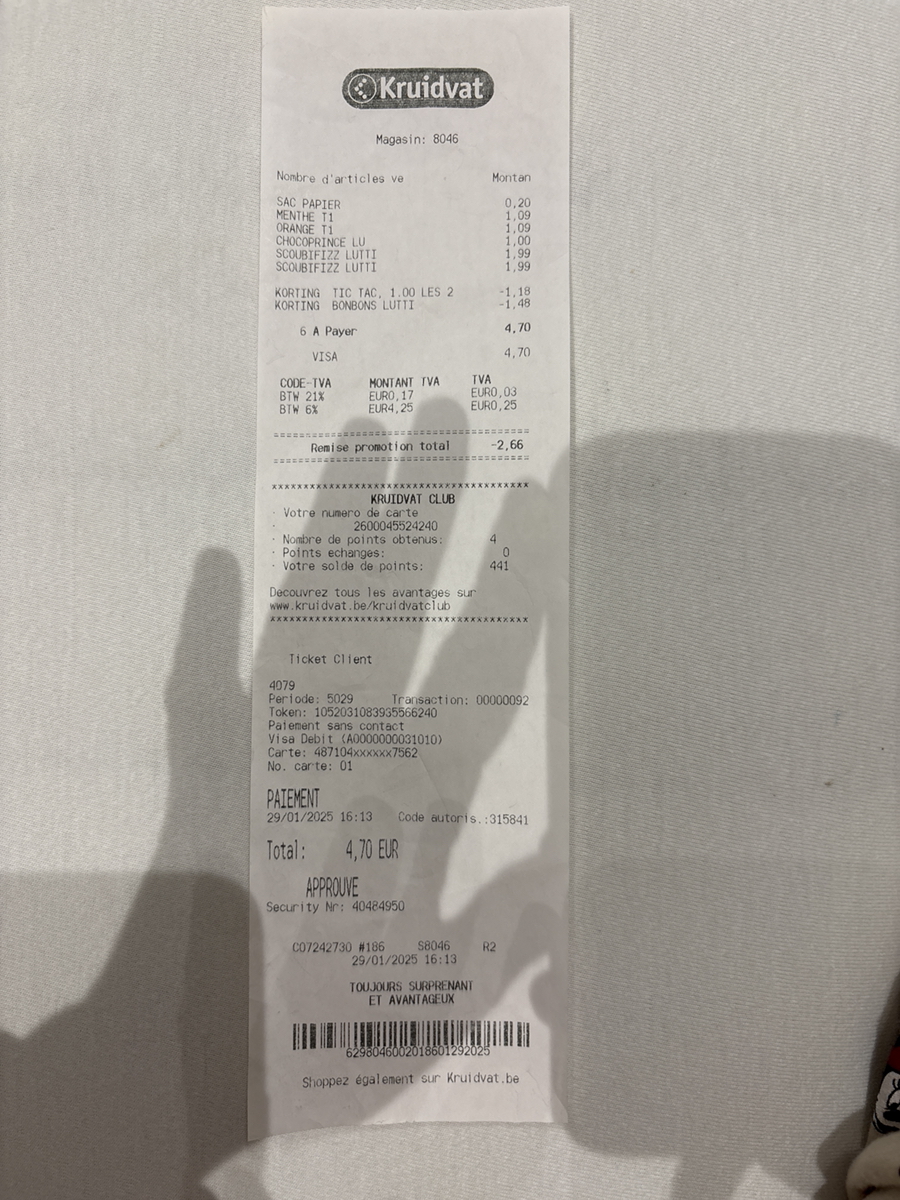 Kruidvat
Magasin: 8046
Nombre d'articles ve Montan
SAC PAPIER 0,20
MENTHE T1 1,09
ORANGE T1 1,09
CHOCOPRINCE LU 1,00
SCOUBIFIZZ LUTTI 1,99
SCOUBIFIZZ LUTTI 1,99
KORTING TIC TAC, 1.00 LES 2 -1,18
KORTING BONBONS LUTTI -1,48
6 A Payer 4,70
VISA 4,70
CODE-TVA MONTANT TVA TVA
BTW 21% EUR0,17 EUR0,03
BTW 6% EUR4,25 EUR0,25
==============================
Remise promotion total -2,66
==============================
xxxxxxxxxxxxxxxxxxxxxxxxxxxxxxxxxxxxxx
KRUIDVAT CLUB
· Votre numero de carte
· 2600045524240
· Nombre de points obtenus: 4
· Points echanges: 0
· Votre solde de points: 441
Decouvrez tous les avantages sur
www.kruidvat.be/kruidvatclub
xxxxxxxxxxxxxxxxxxxxxxxxxxxxxxxxxxxxxx
Ticket Client
4079
Periode: 5029 Transaction: 00000092
Token: 1052031083935566240
Paiement sans contact
Visa Debit (A0000000031010)
Carte: 487104xxxxxx7562
No. carte: 01
PAIEMENT
29/01/2025 16:13 Code autoris.:315841
Total: 4,70 EUR
APPROUVE
Security Nr: 40484950
C07242730 #186 S8046 R2
29/01/2025 16:13
TOUJOURS SURPRENANT
ET AVANTAGEUX
6298046002018601292025
Shoppez également sur Kruidvat.be